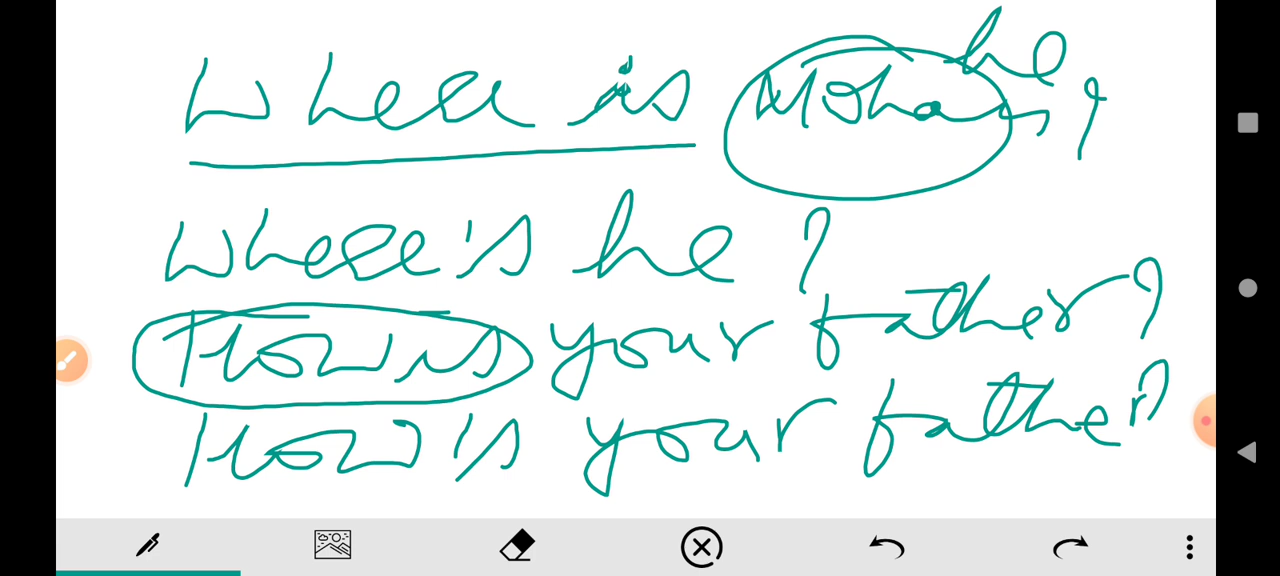 Where is Mohan, he?
Where's he ?
How is your father?
How's your father?